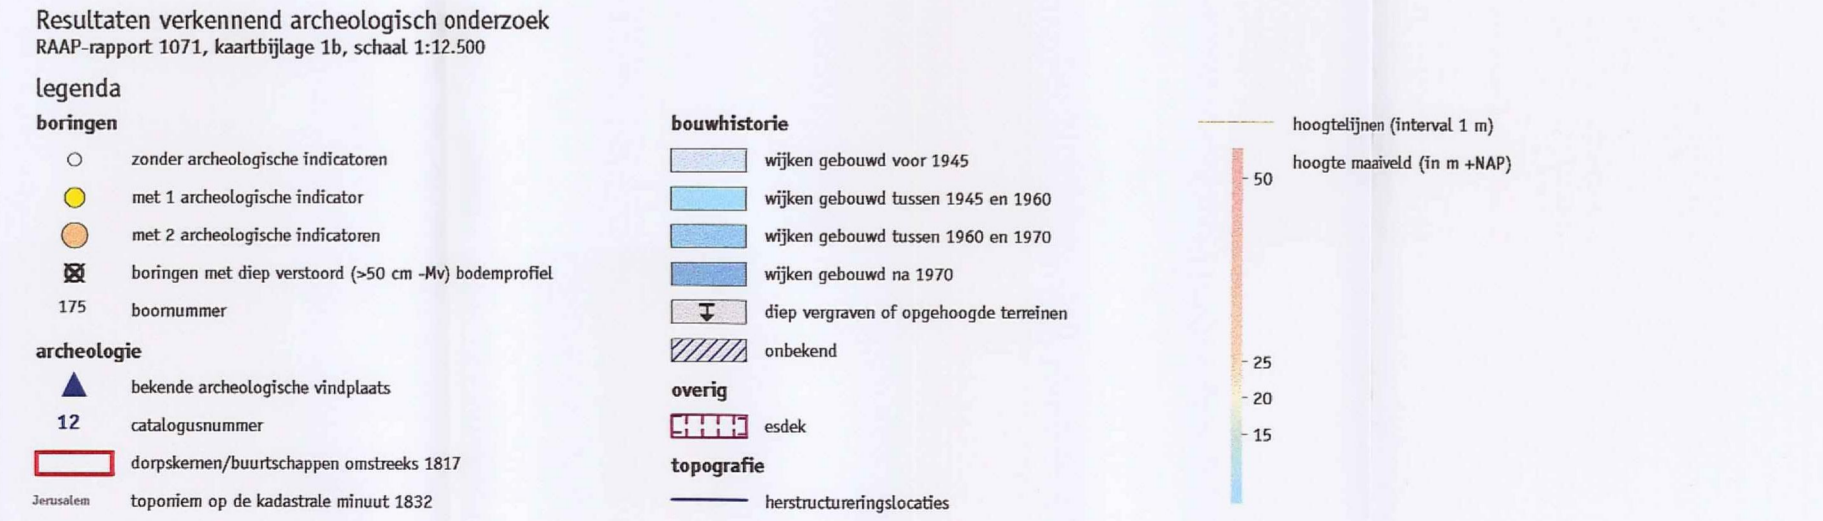 Resultaten verkennend archeologisch onderzoek
RAAP-rapport 1071, kaartbijlage 1b, schaal 1:12.500
legenda
boringen
zonder archeologische indicatoren
met 1 archeologische indicator
met 2 archeologische indicatoren
boringen met diep verstoord (>50 cm -Mv) bodemprofiel
175 boornummer
archeologie
bekende archeologische vindplaats
12 catalogusnummer
dorpskernen/buurtschappen omstreeks 1817
Jerusalem toponiem op de kadastrale minuut 1832
bouwhistorie
wijken gebouwd voor 1945
wijken gebouwd tussen 1945 en 1960
wijken gebouwd tussen 1960 en 1970
wijken gebouwd na 1970
diep vergraven of opgehoogde terreinen
onbekend
overig
esdek
topografie
herstructureringslocaties
hoogtelijnen (interval 1 m)
hoogte maaiveld (in m +NAP)
50
25
20
15